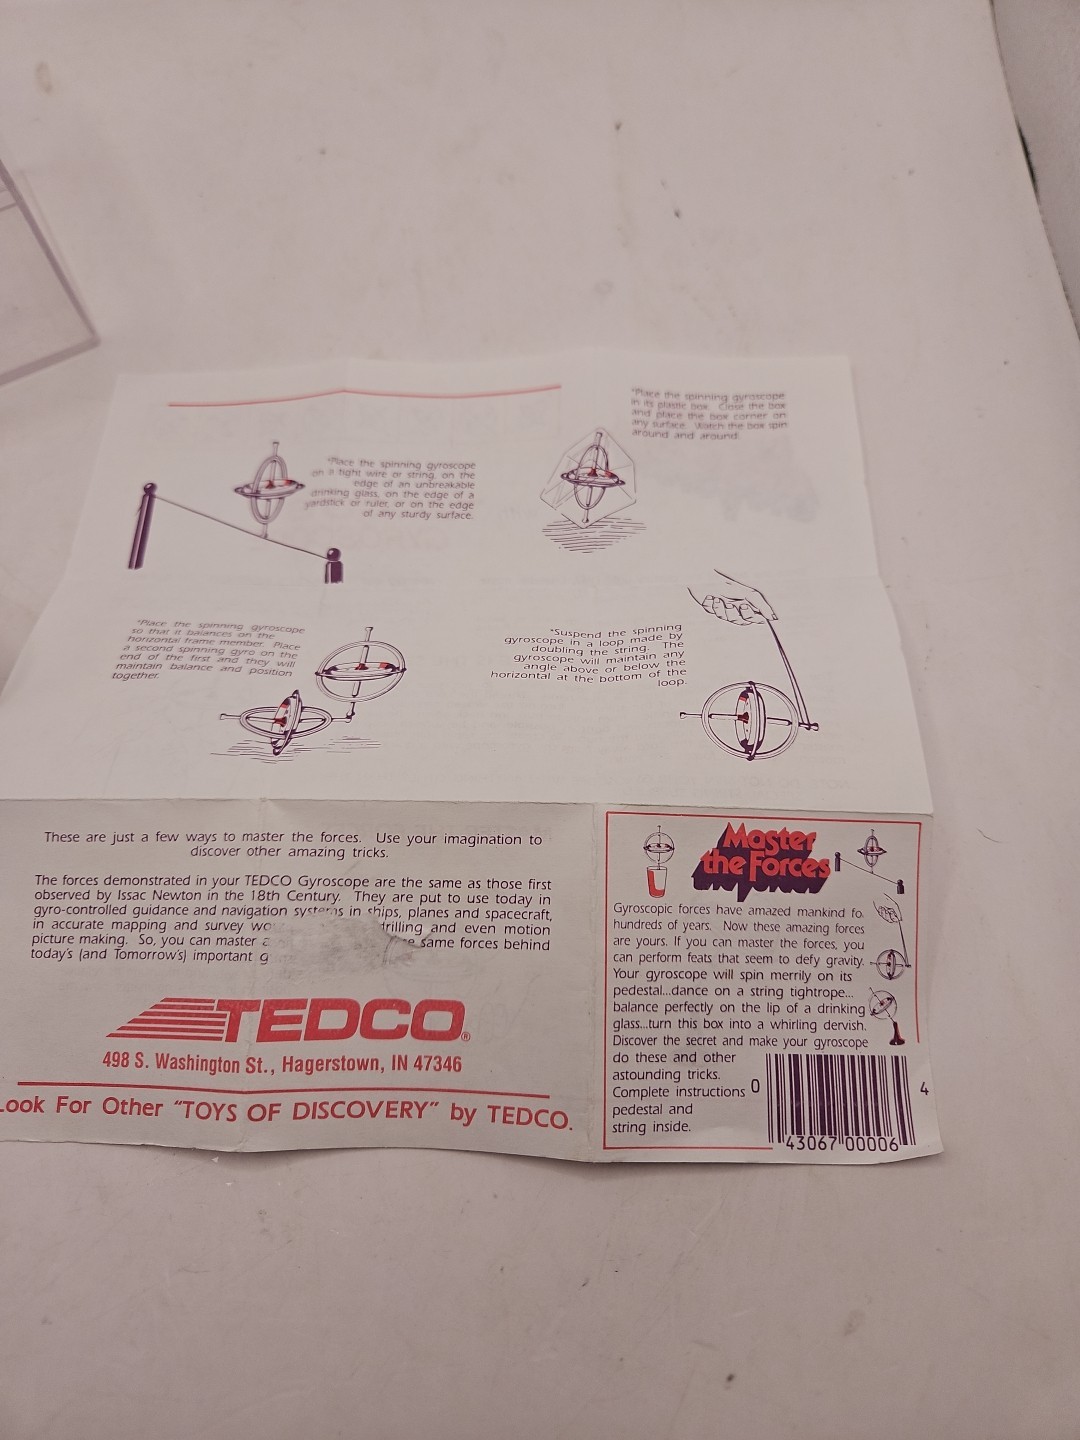 "Place the spinning gyroscope
in its plastic box. Close the box
and place the box corner on
any surface. Watch the box spin
around and around.
"Place the spinning gyroscope
on a tight wire or string, on the
edge of an unbreakable
drinking glass, on the edge of a
yardstick or ruler, or on the edge
of any sturdy surface.
"Place the spinning gyroscope
so that it balances on the
horizontal frame member. Place
a second spinning gyro on the
end of the first and they will
maintain balance and position
together.
"Suspend the spinning
gyroscope in a loop made by
doubling the string. The
gyroscope will maintain any
angle above or below the
horizontal at the bottom of the
loop.
These are just a few ways to master the forces. Use your imagination to
discover other amazing tricks.
The forces demonstrated in your TEDCO Gyroscope are the same as those first
observed by Issac Newton in the 18th Century. They are put to use today in
gyro-controlled guidance and navigation systems in ships, planes and spacecraft,
in accurate mapping and survey drilling and even motion
picture making. So, you can master same forces behind
today's (and Tomorrow's) important
TEDCO®
498 S. Washington St., Hagerstown, IN 47346
Look For Other "TOYS OF DISCOVERY" by TEDCO.
Master
the Forces
Gyroscopic forces have amazed mankind fo
hundreds of years. Now these amazing forces
are yours. If you can master the forces, you
can perform feats that seem to defy gravity.
Your gyroscope will spin merrily on its
pedestal...dance on a string tightrope...
balance perfectly on the lip of a drinking
glass...turn this box into a whirling dervish.
Discover the secret and make your gyroscope
do these and other
astounding tricks.
Complete instructions
pedestal and
string inside.
0 43067 00006 4